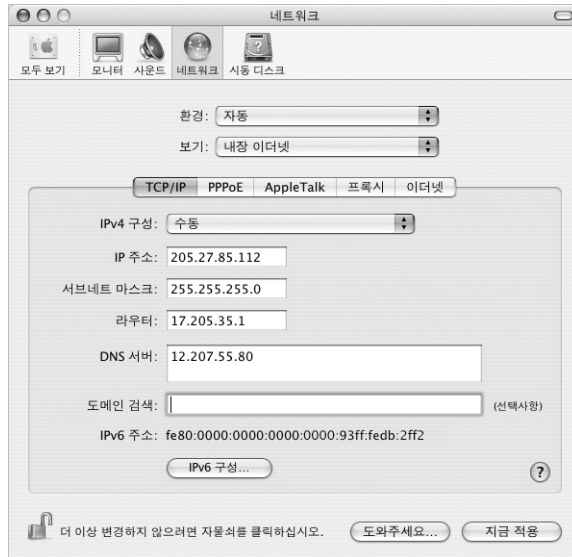 네트워크
모두 보기 모니터 사운드 네트워크 시동 디스크
환경: 자동
보기: 내장 이더넷
TCP/IP PPPoE AppleTalk 프록시 이더넷
IPv4 구성: 수동
IP 주소: 205.27.85.112
서브네트 마스크: 255.255.255.0
라우터: 17.205.35.1
DNS 서버: 12.207.55.80
도메인 검색: (선택사항)
IPv6 주소: fe80:0000:0000:0000:0000:93ff:fedb:2ff2
IPv6 구성... ?
더 이상 변경하지 않으려면 자물쇠를 클릭하십시오. 도와주세요... 지금 적용